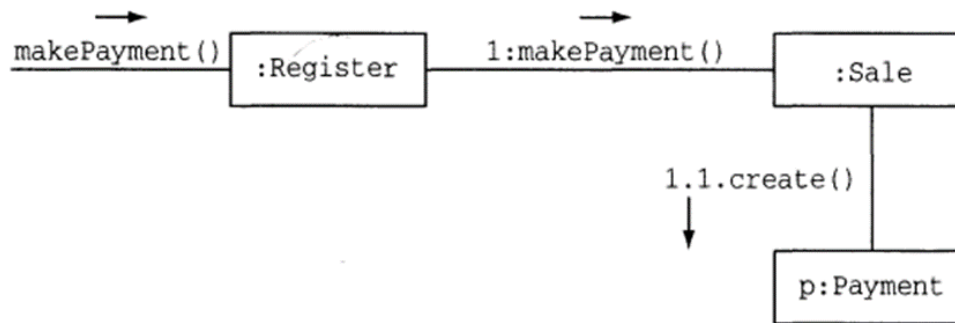 makePayment()
:Register
1:makePayment()
:Sale
1.1.create()
p:Payment